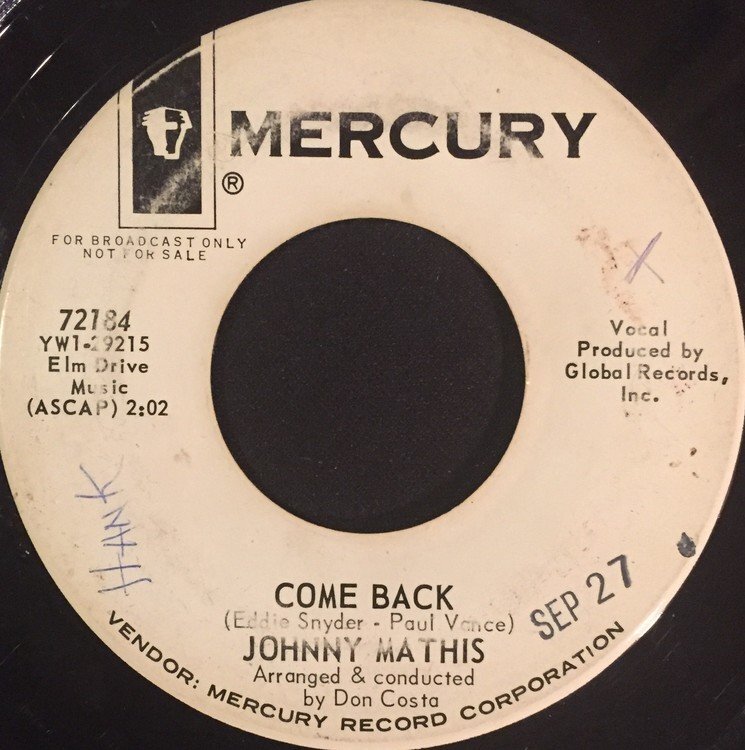 MERCURY
®
FOR BROADCAST ONLY
NOT FOR SALE
72184
YW1-29215
Elm Drive
Music
(ASCAP) 2:02
X
Vocal
Produced by
Global Records,
Inc.
HANK
COME BACK
(Eddie Snyder - Paul Vance)
JOHNNY MATHIS
Arranged & conducted
by Don Costa
SEP 27
VENDOR: MERCURY RECORD CORPORATION